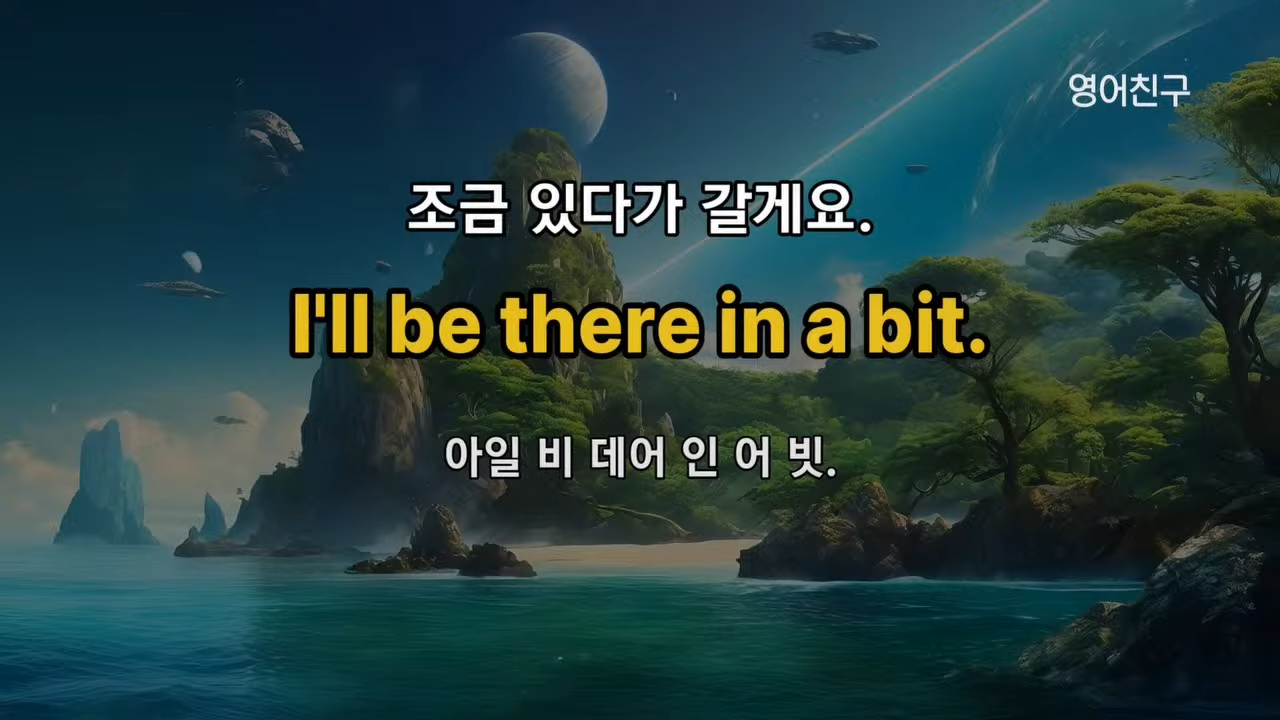 영어친구
조금 있다가 갈게요.
I'll be there in a bit.
아일 비 데어 인 어 빗.